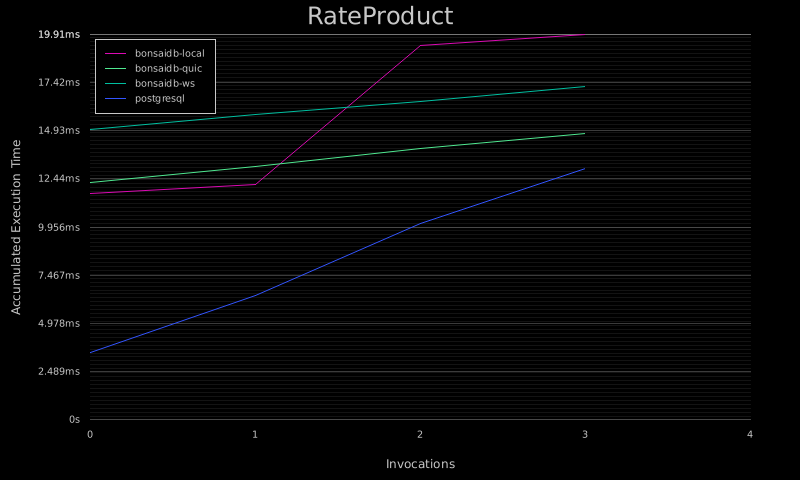 RateProduct
19.91ms
17.42ms
14.93ms
12.44ms
9.956ms
7.467ms
4.978ms
2.489ms
0s
bonsaidb-local
bonsaidb-quic
bonsaidb-ws
postgresql
Accumulated Execution Time
0 1 2 3 4
Invocations